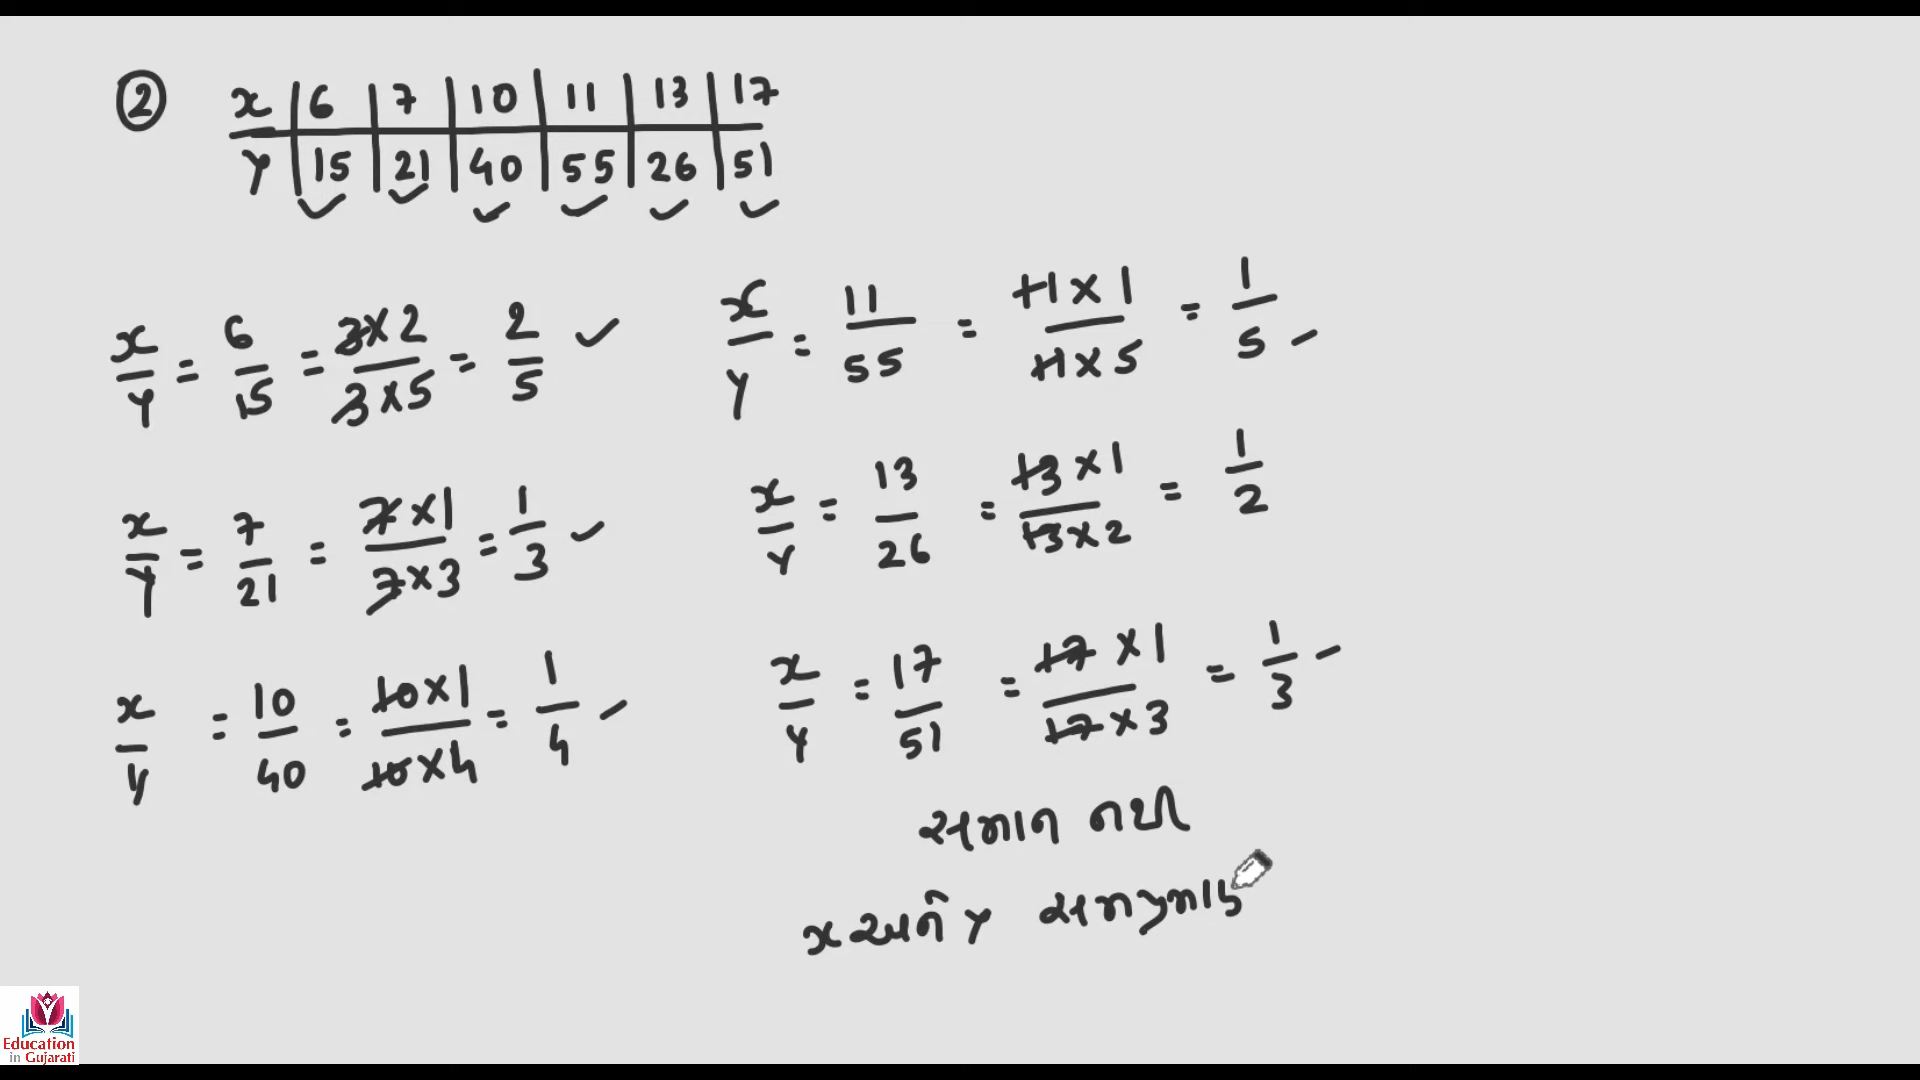 ②
x | 6 | 7 | 10 | 11 | 13 | 17
y | 15 | 21 | 40 | 55 | 26 | 51
x/y = 6/15 = 3×2/3×5 = 2/5 ✓
x/y = 7/21 = 7×1/7×3 = 1/3 ✓
x/y = 10/40 = 10×1/10×4 = 1/4
x/y = 11/55 = 11×1/11×5 = 1/5
x/y = 13/26 = 13×1/13×2 = 1/2
x/y = 17/51 = 17×1/17×3 = 1/3
સમાન નથી
x અને y
Education
in Gujarati